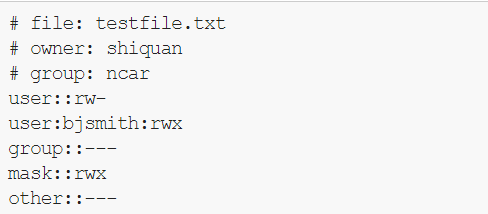 # file: testfile.txt
# owner: shiquan
# group: ncar
user::rw-
user:bjsmith:rwx
group::---
mask::rwx
other::---